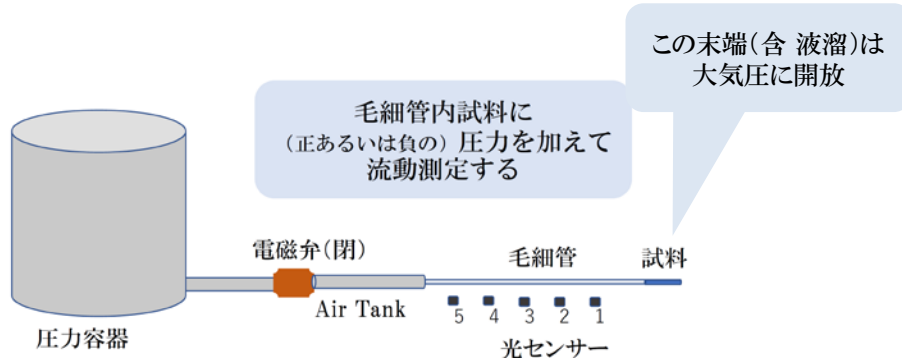 この末端(含 液溜)は
大気圧に開放
毛細管内試料に
(正あるいは負の) 圧力を加えて
流動測定する
電磁弁(閉)
毛細管
試料
Air Tank
5 4 3 2 1
圧力容器
光センサー